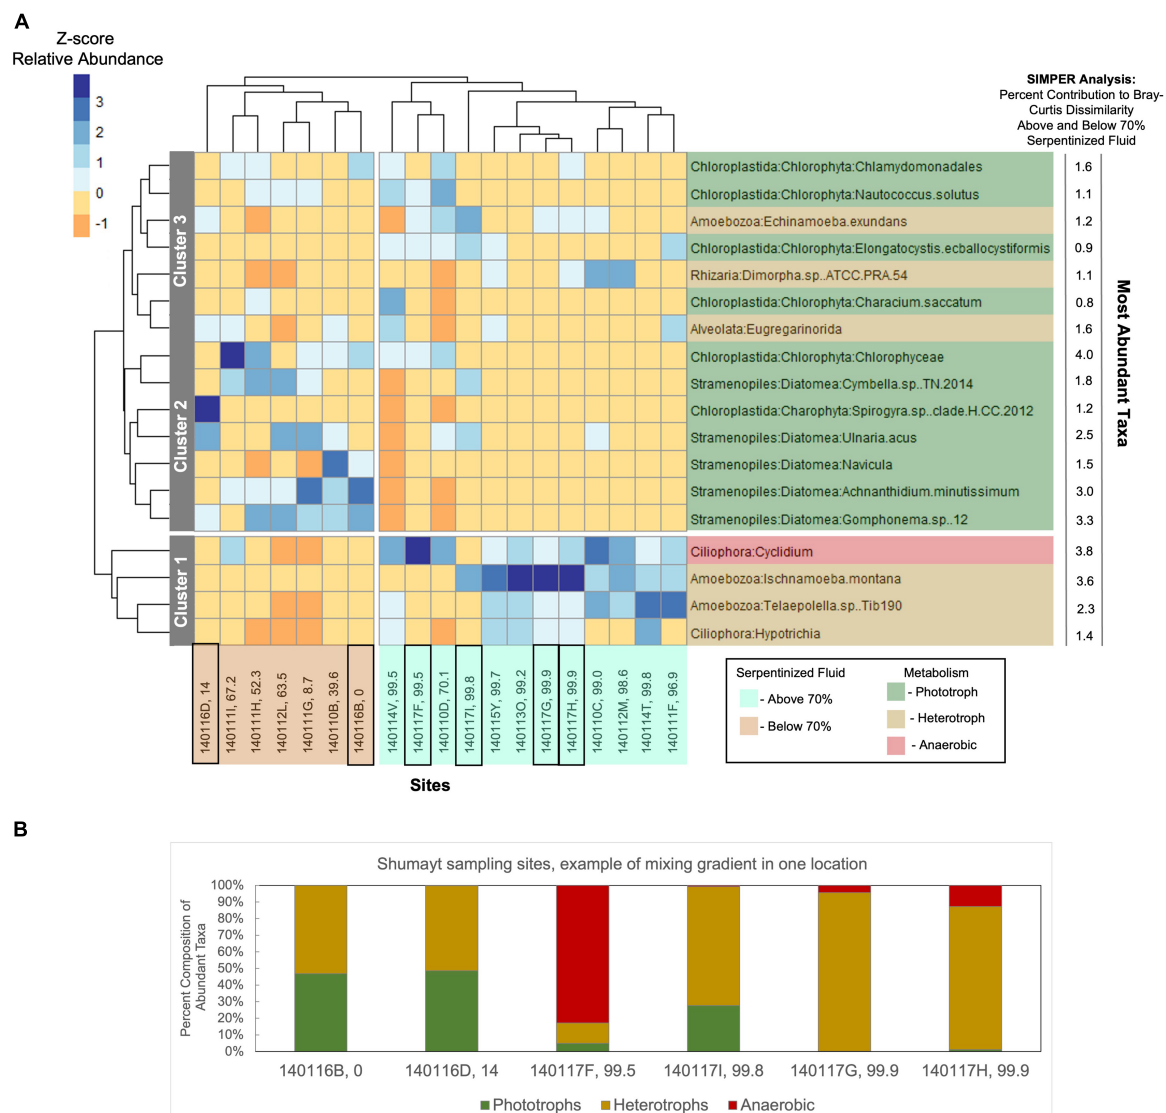 A
Z-score
Relative Abundance
3
2
1
0
-1
SIMPER Analysis:
Percent Contribution to Bray-
Curtis Dissimilarity
Above and Below 70%
Serpentinized Fluid
Cluster 3
Cluster 2
Cluster 1
Chloroplastida:Chlorophyta:Chlamydomonadales 1.6
Chloroplastida:Chlorophyta:Nautococcus.solutus 1.1
Amoebozoa:Echinamoeba.exundans 1.2
Chloroplastida:Chlorophyta:Elongatocystis.ecballocystiformis 0.9
Rhizaria:Dimorpha.sp..ATCC.PRA.54 1.1
Chloroplastida:Chlorophyta:Characium.saccatum 0.8
Alveolata:Eugregarinorida 1.6
Chloroplastida:Chlorophyta:Chlorophyceae 4.0
Stramenopiles:Diatomea:Cymbella.sp..TN.2014 1.8
Chloroplastida:Charophyta:Spirogyra.sp..clade.H.CC.2012 1.2
Stramenopiles:Diatomea:Ulnaria.acus 2.5
Stramenopiles:Diatomea:Navicula 1.5
Stramenopiles:Diatomea:Achnanthidium.minutissimum 3.0
Stramenopiles:Diatomea:Gomphonema.sp..12 3.3
Ciliophora:Cyclidium 3.8
Amoebozoa:Ischnamoeba.montana 3.6
Amoebozoa:Telaepolella.sp..Tib190 2.3
Ciliophora:Hypotrichia 1.4
Most Abundant Taxa
140116D, 14
140111I, 67.2
140111H, 52.3
140112L, 63.5
140111G, 8.7
140110B, 39.6
140116B, 0
140114V, 99.5
140117F, 99.5
140110D, 70.1
140117I, 99.8
140115Y, 99.7
140113O, 99.2
140117G, 99.9
140117H, 99.9
140110C, 99.0
140112M, 98.6
140114T, 99.8
140111F, 96.9
Sites
Serpentinized Fluid
- Above 70%
- Below 70%
Metabolism
- Phototroph
- Heterotroph
- Anaerobic
B
Shumayt sampling sites, example of mixing gradient in one location
Percent Composition of
Abundant Taxa
100%
90%
80%
70%
60%
50%
40%
30%
20%
10%
0%
140116B, 0
140116D, 14
140117F, 99.5
140117I, 99.8
140117G, 99.9
140117H, 99.9
Phototrophs
Heterotrophs
Anaerobic